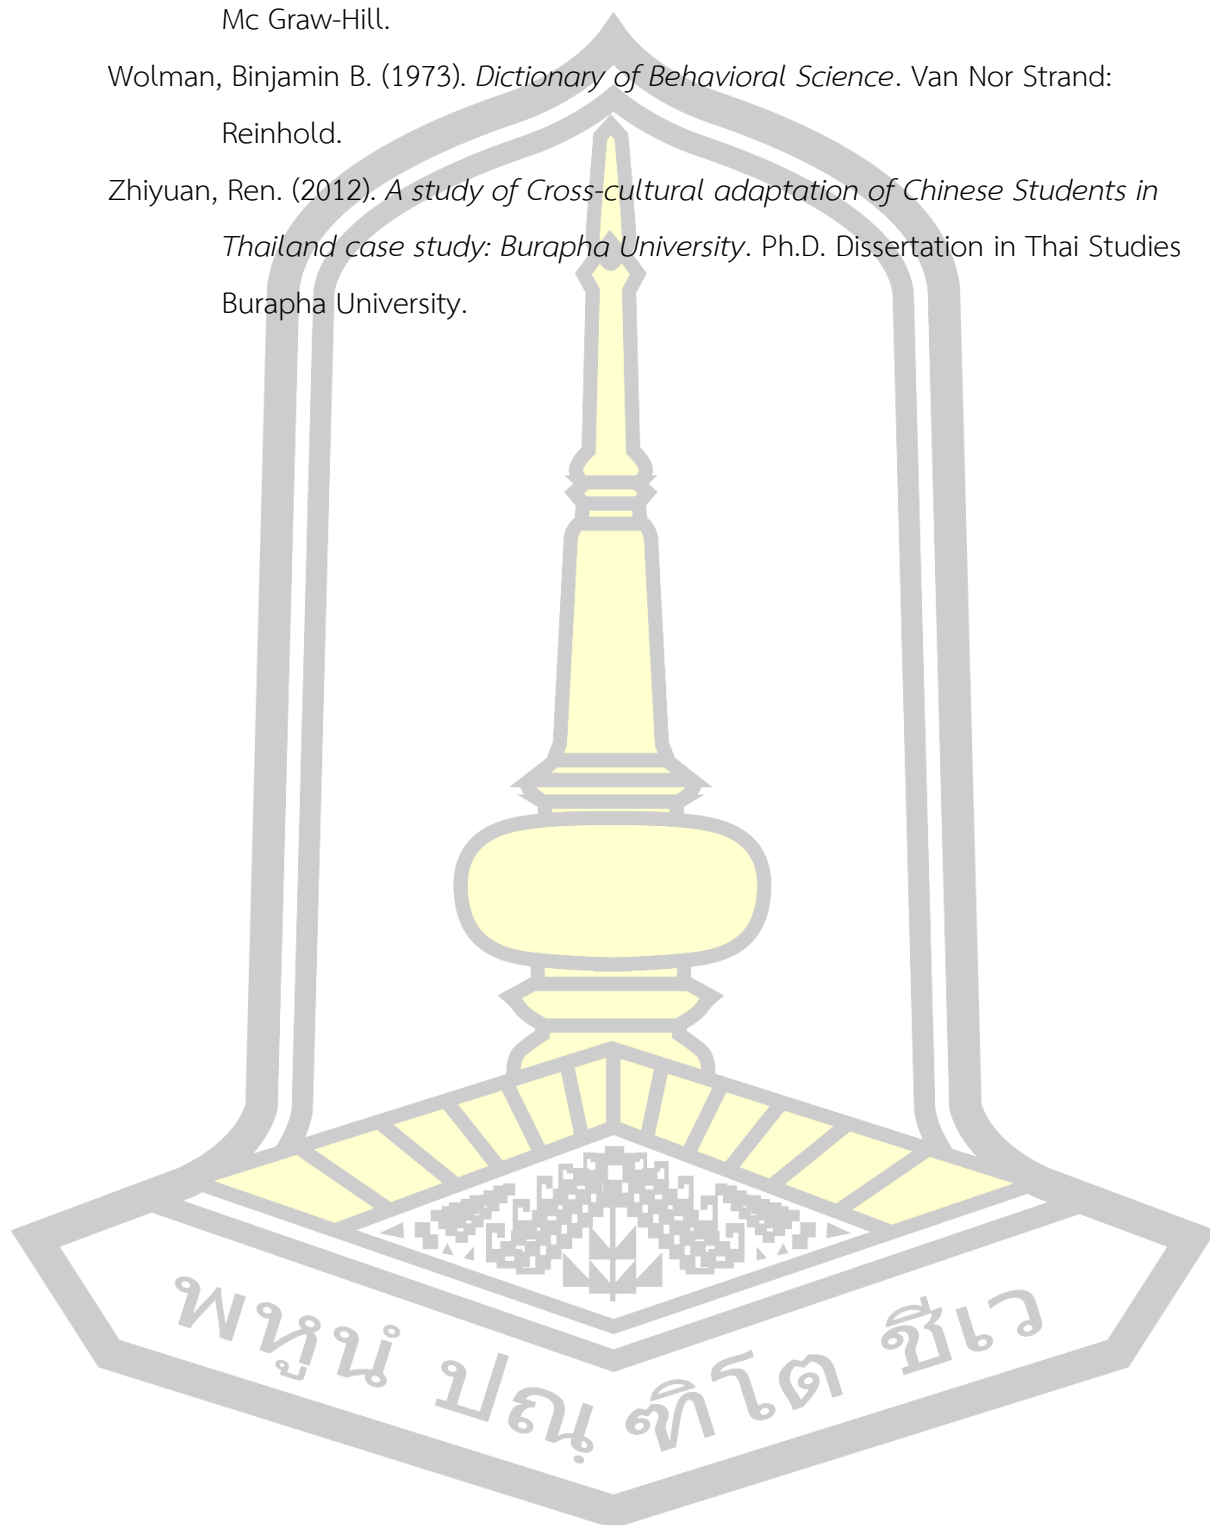 Mc Graw-Hill.
Wolman, Binjamin B. (1973). Dictionary of Behavioral Science. Van Nor Strand:
Reinhold.
Zhiyuan, Ren. (2012). A study of Cross-cultural adaptation of Chinese Students in
Thailand case study: Burapha University. Ph.D. Dissertation in Thai Studies
Burapha University.
พหูนํ ปณฺฑิโต ชีเว